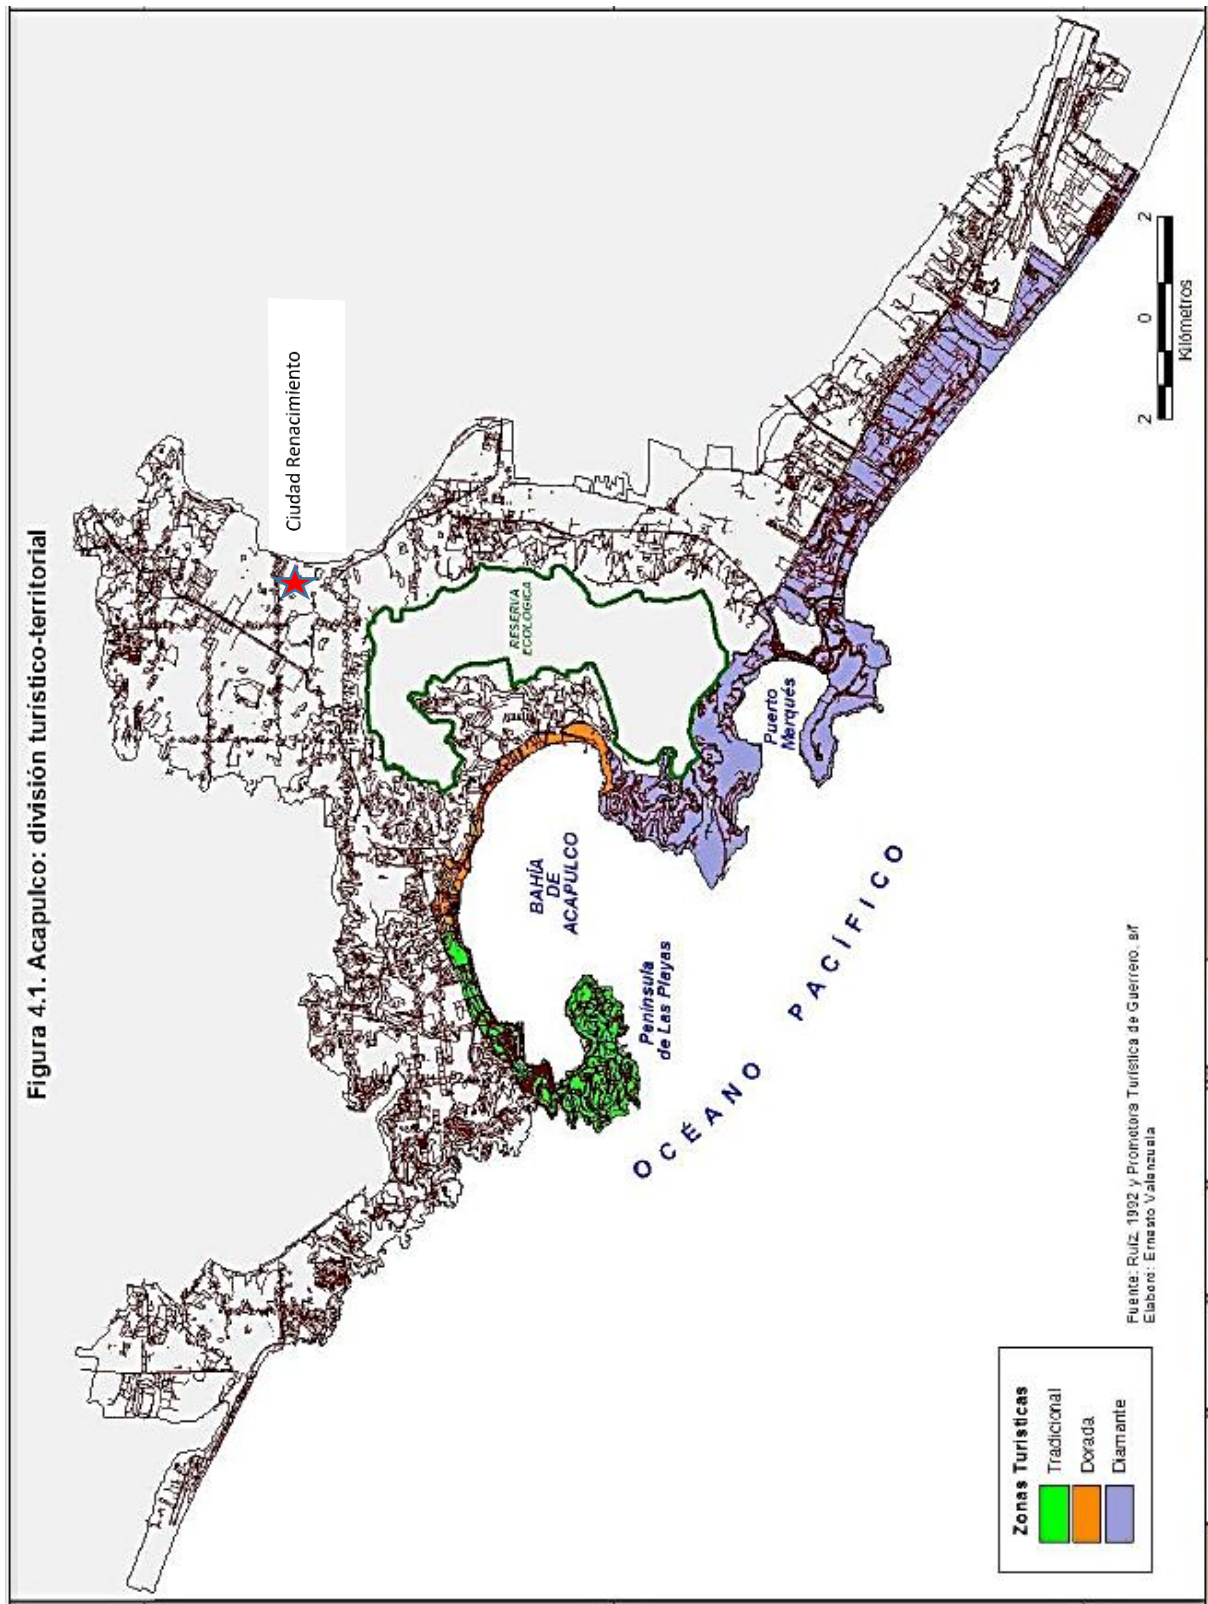 Figura 4.1. Acapulco: división turístico-territorial
Ciudad Renacimiento
RESERVA
ECOLÓGICA
BAHÍA
DE
ACAPULCO
Puerto
Marqués
Península
de Las Playas
OCÉANO PACÍFICO
2 0 2
Kilómetros
Zonas Turísticas
Tradicional
Dorada
Diamante
Fuente: Ruíz, 1992 y Promotora Turística de Guerrero, s/f
Elaboró: Ernesto Valenzuela